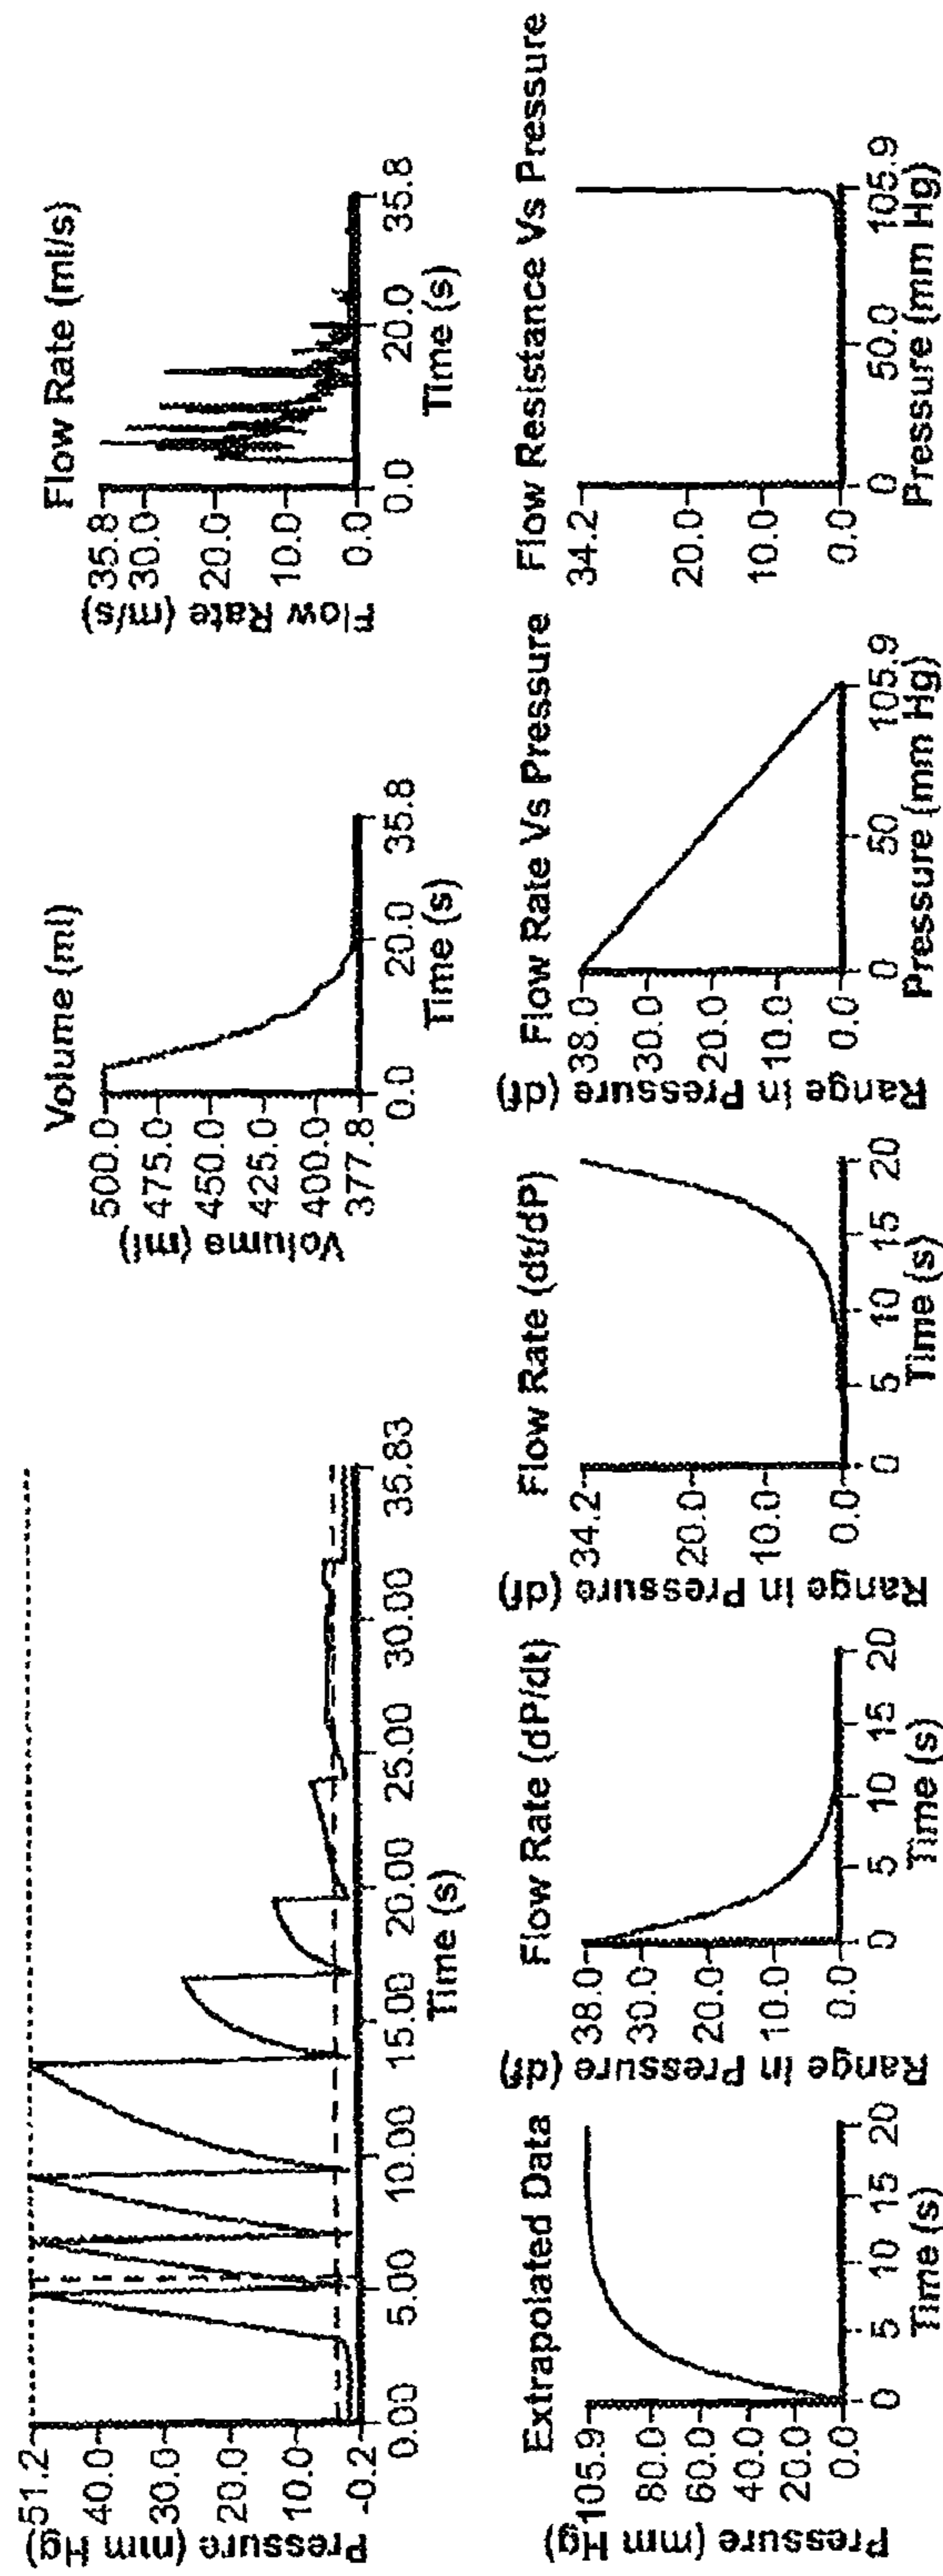 Pressure (mm Hg)
51.2
40.0
30.0
20.0
10.0
-0.2
0.00 5.00 10.00 15.00 20.00 25.00 30.00 35.83
Time (s)
Volume (ml)
Volume (ml)
500.0
475.0
450.0
425.0
400.0
377.8
0.0 20.0 35.8
Time (s)
Flow Rate (ml/s)
Flow Rate (m/s)
35.8
30.0
20.0
10.0
0.0
0.0 20.0 35.8
Time (s)
Extrapolated Data
Pressure (mm Hg)
105.9
80.0
60.0
40.0
20.0
0.0
0 5 10 15 20
Time (s)
Flow Rate (dP/dt)
Range in Pressure (df)
38.0
30.0
20.0
10.0
0.0
0 5 10 15 20
Time (s)
Flow Rate (dt/dP)
Range in Pressure (df)
34.2
20.0
10.0
0.0
0 5 10 15 20
Time (s)
Flow Rate Vs Pressure
Range in Pressure (df)
38.0
30.0
20.0
10.0
0.0
0 50 105.9
Pressure (mm Hg)
Flow Resistance Vs Pressure
34.2
20.0
10.0
0.0
0 50.0 105.9
Pressure (mm Hg)